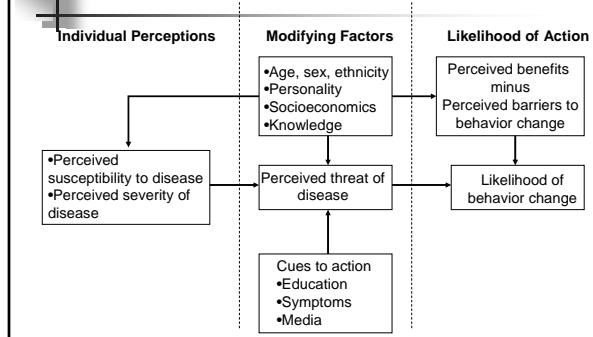 Individual Perceptions
Modifying Factors
Likelihood of Action
•Age, sex, ethnicity
•Personality
•Socioeconomics
•Knowledge
Perceived benefits
minus
Perceived barriers to
behavior change
•Perceived
susceptibility to disease
•Perceived severity of
disease
Perceived threat of
disease
Likelihood of
behavior change
Cues to action
•Education
•Symptoms
•Media